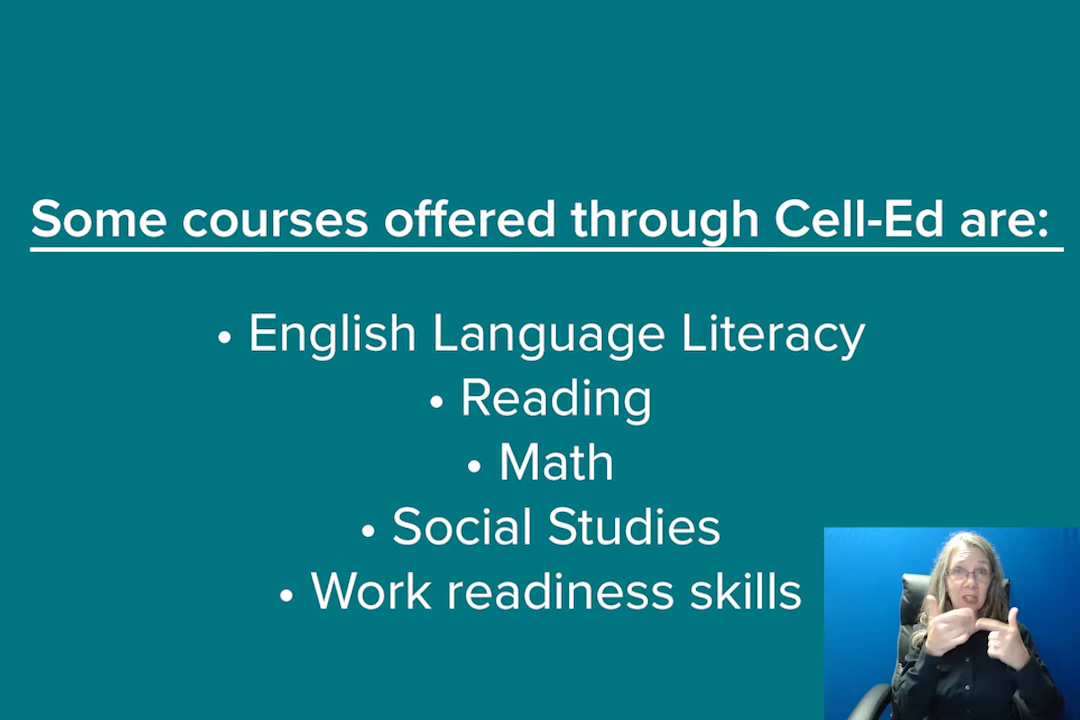 Some courses offered through Cell-Ed are:
• English Language Literacy
• Reading
• Math
• Social Studies
• Work readiness skills